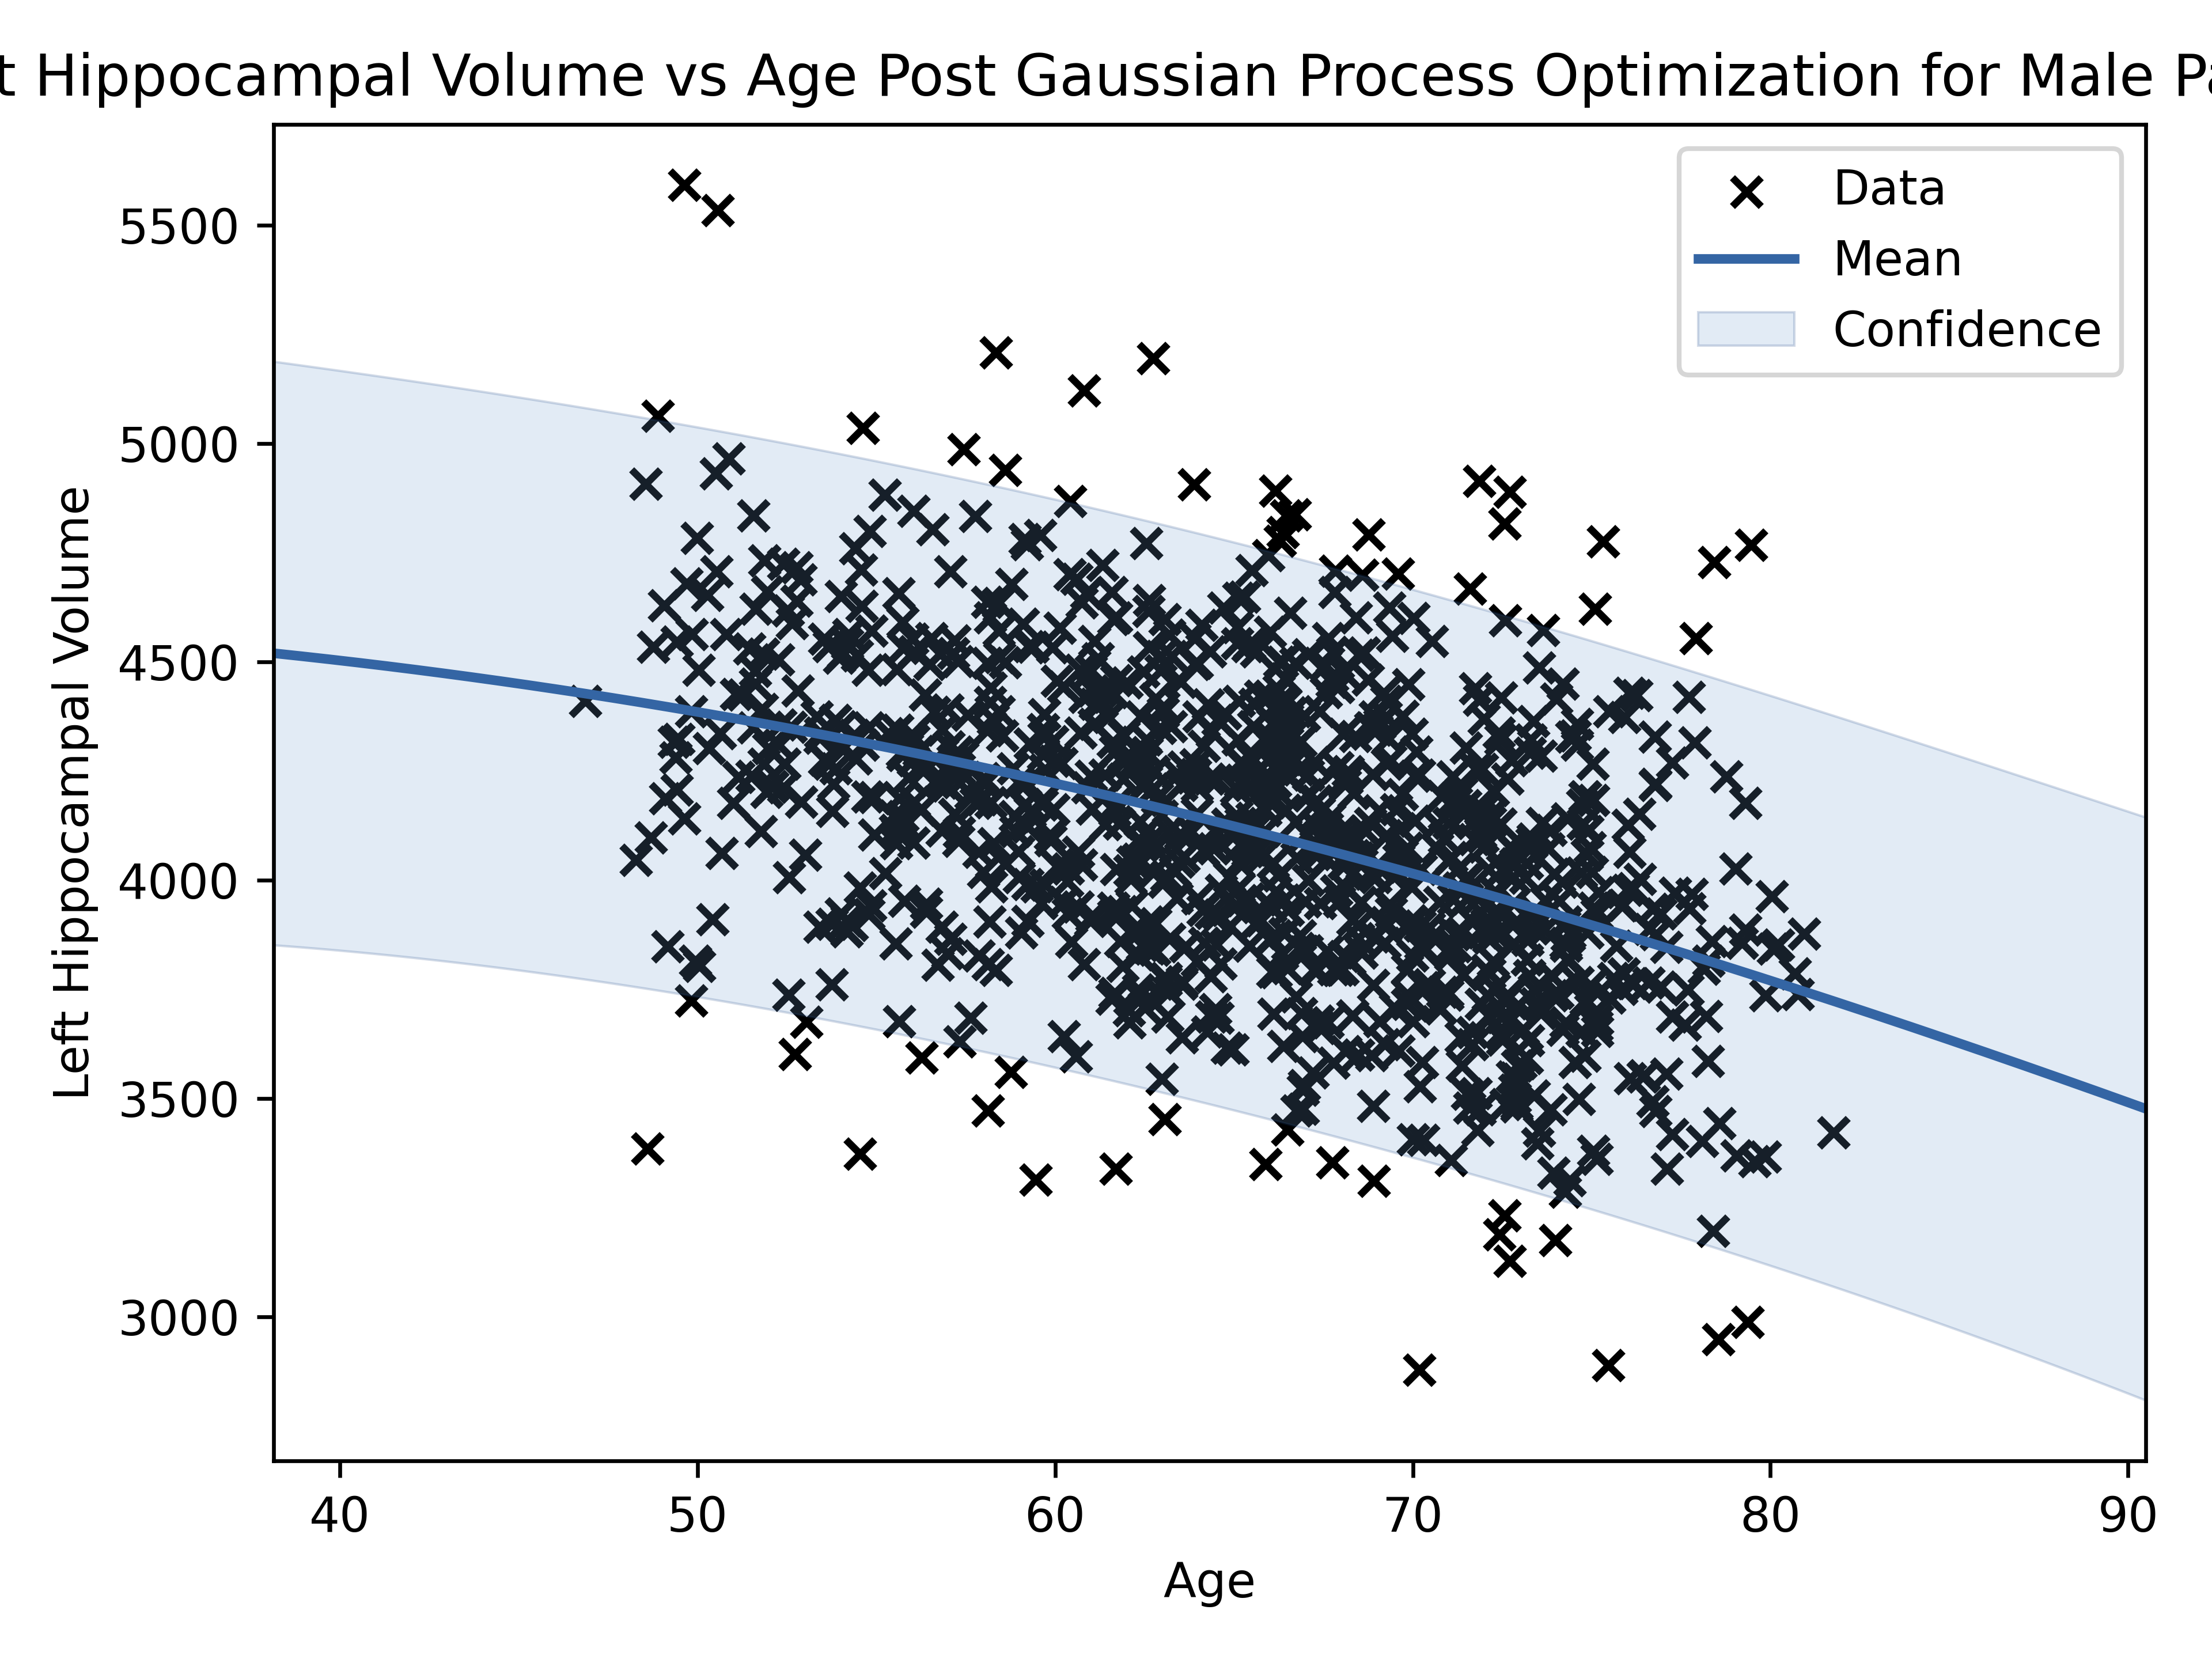 t Hippocampal Volume vs Age Post Gaussian Process Optimization for Male Pa
Data
Mean
Confidence
Left Hippocampal Volume
5500
5000
4500
4000
3500
3000
40 50 60 70 80 90
Age